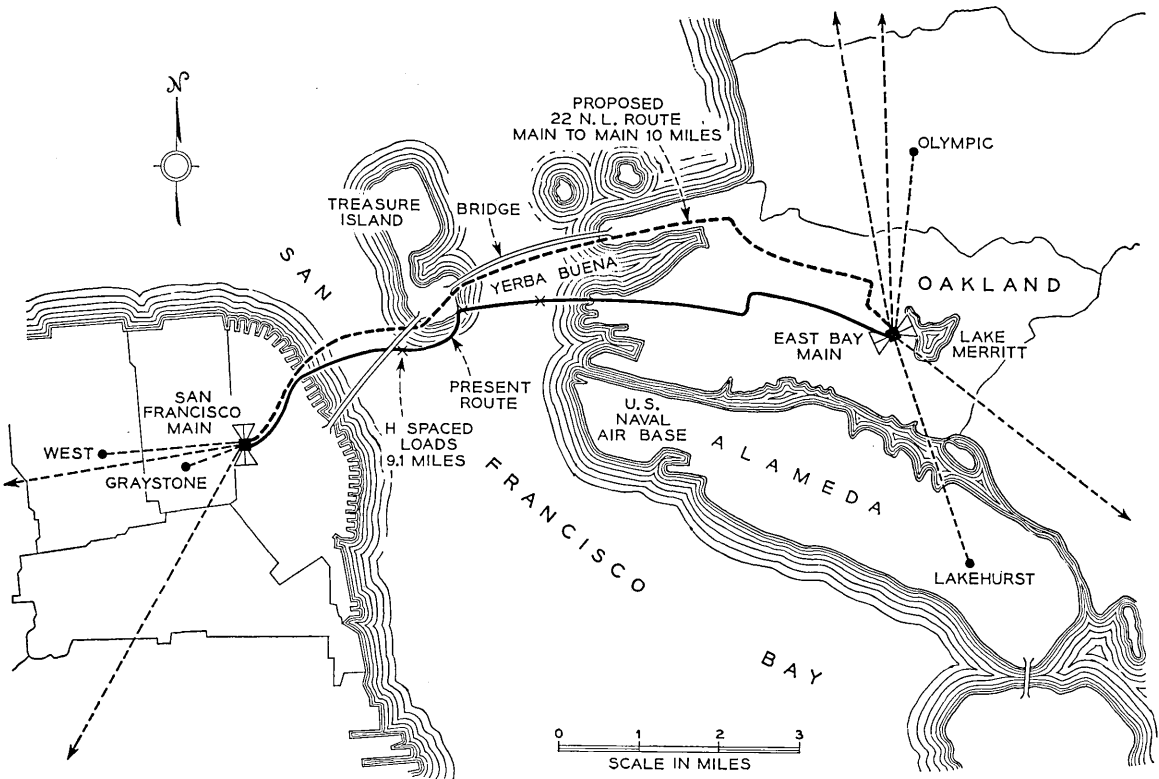 N
PROPOSED
22 N.L. ROUTE
MAIN TO MAIN 10 MILES
OLYMPIC
TREASURE
ISLAND
BRIDGE
YERBA BUENA
SAN
OAKLAND
EAST BAY
MAIN
LAKE
MERRITT
PRESENT
ROUTE
SAN
FRANCISCO
MAIN
H SPACED
LOADS
9.1 MILES
U.S.
NAVAL
AIR BASE
WEST
GRAYSTONE
ALAMEDA
FRANCISCO
LAKEHURST
BAY
0 1 2 3
SCALE IN MILES